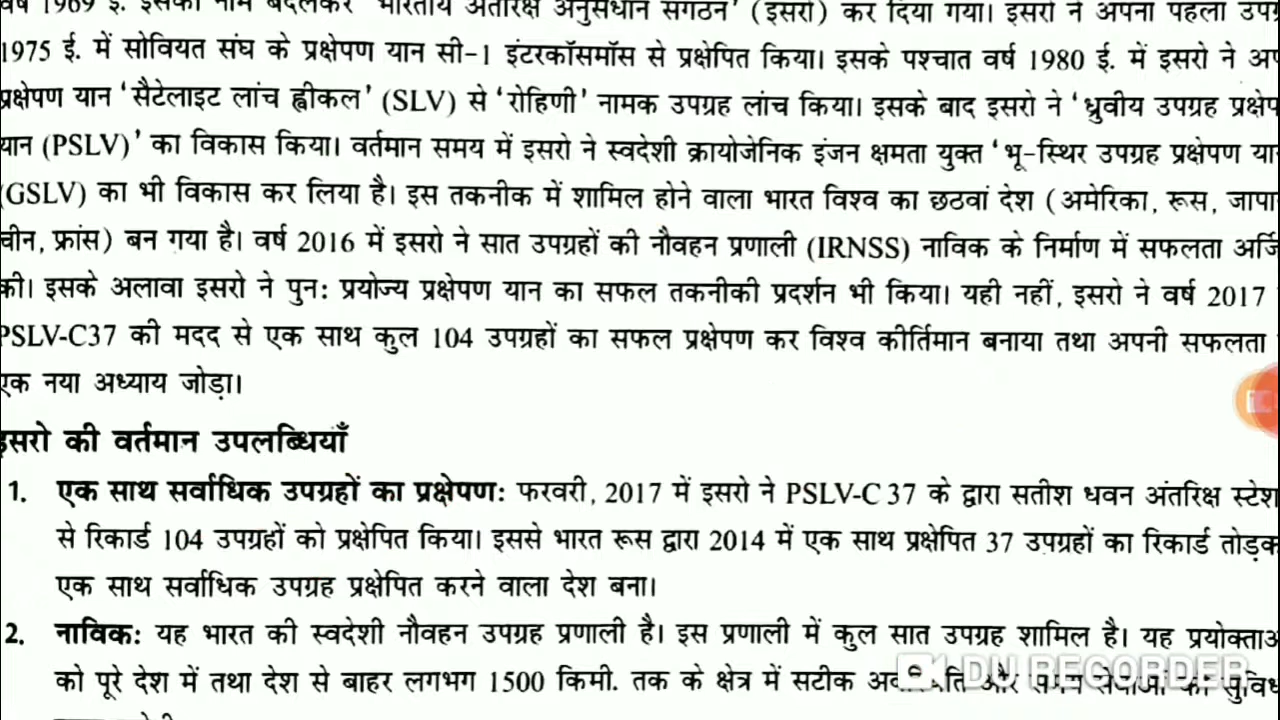 वर्ष 1969 ई. इसका नाम बदलकर 'भारतीय अंतरिक्ष अनुसंधान संगठन' (इसरो) कर दिया गया। इसरो ने अपना पहला
1975 ई. में सोवियत संघ के प्रक्षेपण यान सी-1 इंटरकॉसमॉस से प्रक्षेपित किया। इसके पश्चात वर्ष 1980 ई. में इसरो ने
प्रक्षेपण यान 'सैटेलाइट लांच ह्वीकल' (SLV) से 'रोहिणी' नामक उपग्रह लांच किया। इसके बाद इसरो ने 'ध्रुवीय उपग्रह
यान (PSLV)' का विकास किया। वर्तमान समय में इसरो ने स्वदेशी क्रायोजेनिक इंजन क्षमता युक्त 'भू-स्थिर उपग्रह प्रक्षेपण यान
(GSLV) का भी विकास कर लिया है। इस तकनीक में शामिल होने वाला भारत विश्व का छठवां देश (अमेरिका, रूस,
चीन, फ्रांस) बन गया है। वर्ष 2016 में इसरो ने सात उपग्रहों की नौवहन प्रणाली (IRNSS) नाविक के निर्माण में सफलता
की। इसके अलावा इसरो ने पुनः प्रयोज्य प्रक्षेपण यान का सफल तकनीकी प्रदर्शन भी किया। यही नहीं, इसरो ने वर्ष 2017
PSLV-C37 की मदद से एक साथ कुल 104 उपग्रहों का सफल प्रक्षेपण कर विश्व कीर्तिमान बनाया तथा अपनी सफलता
एक नया अध्याय जोड़ा।
इसरो की वर्तमान उपलब्धियाँ
1. एक साथ सर्वाधिक उपग्रहों का प्रक्षेपण: फरवरी, 2017 में इसरो ने PSLV-C 37 के द्वारा सतीश धवन अंतरिक्ष
से रिकार्ड 104 उपग्रहों को प्रक्षेपित किया। इससे भारत रूस द्वारा 2014 में एक साथ प्रक्षेपित 37 उपग्रहों का रिकार्ड
एक साथ सर्वाधिक उपग्रह प्रक्षेपित करने वाला देश बना।
2. नाविक: यह भारत की स्वदेशी नौवहन उपग्रह प्रणाली है। इस प्रणाली में कुल सात उपग्रह शामिल है। यह
को पूरे देश में तथा देश से बाहर लगभग 1500 किमी. तक के क्षेत्र में सटीक और समय
DU RECORDER